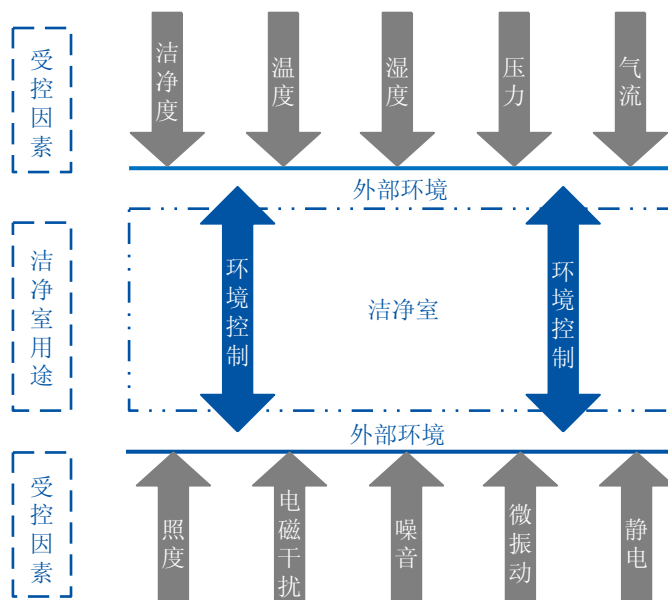 受控因素
洁净度
温度
湿度
压力
气流
外部环境
洁净室用途
环境控制
洁净室
环境控制
外部环境
受控因素
照度
电磁干扰
噪音
微振动
静电